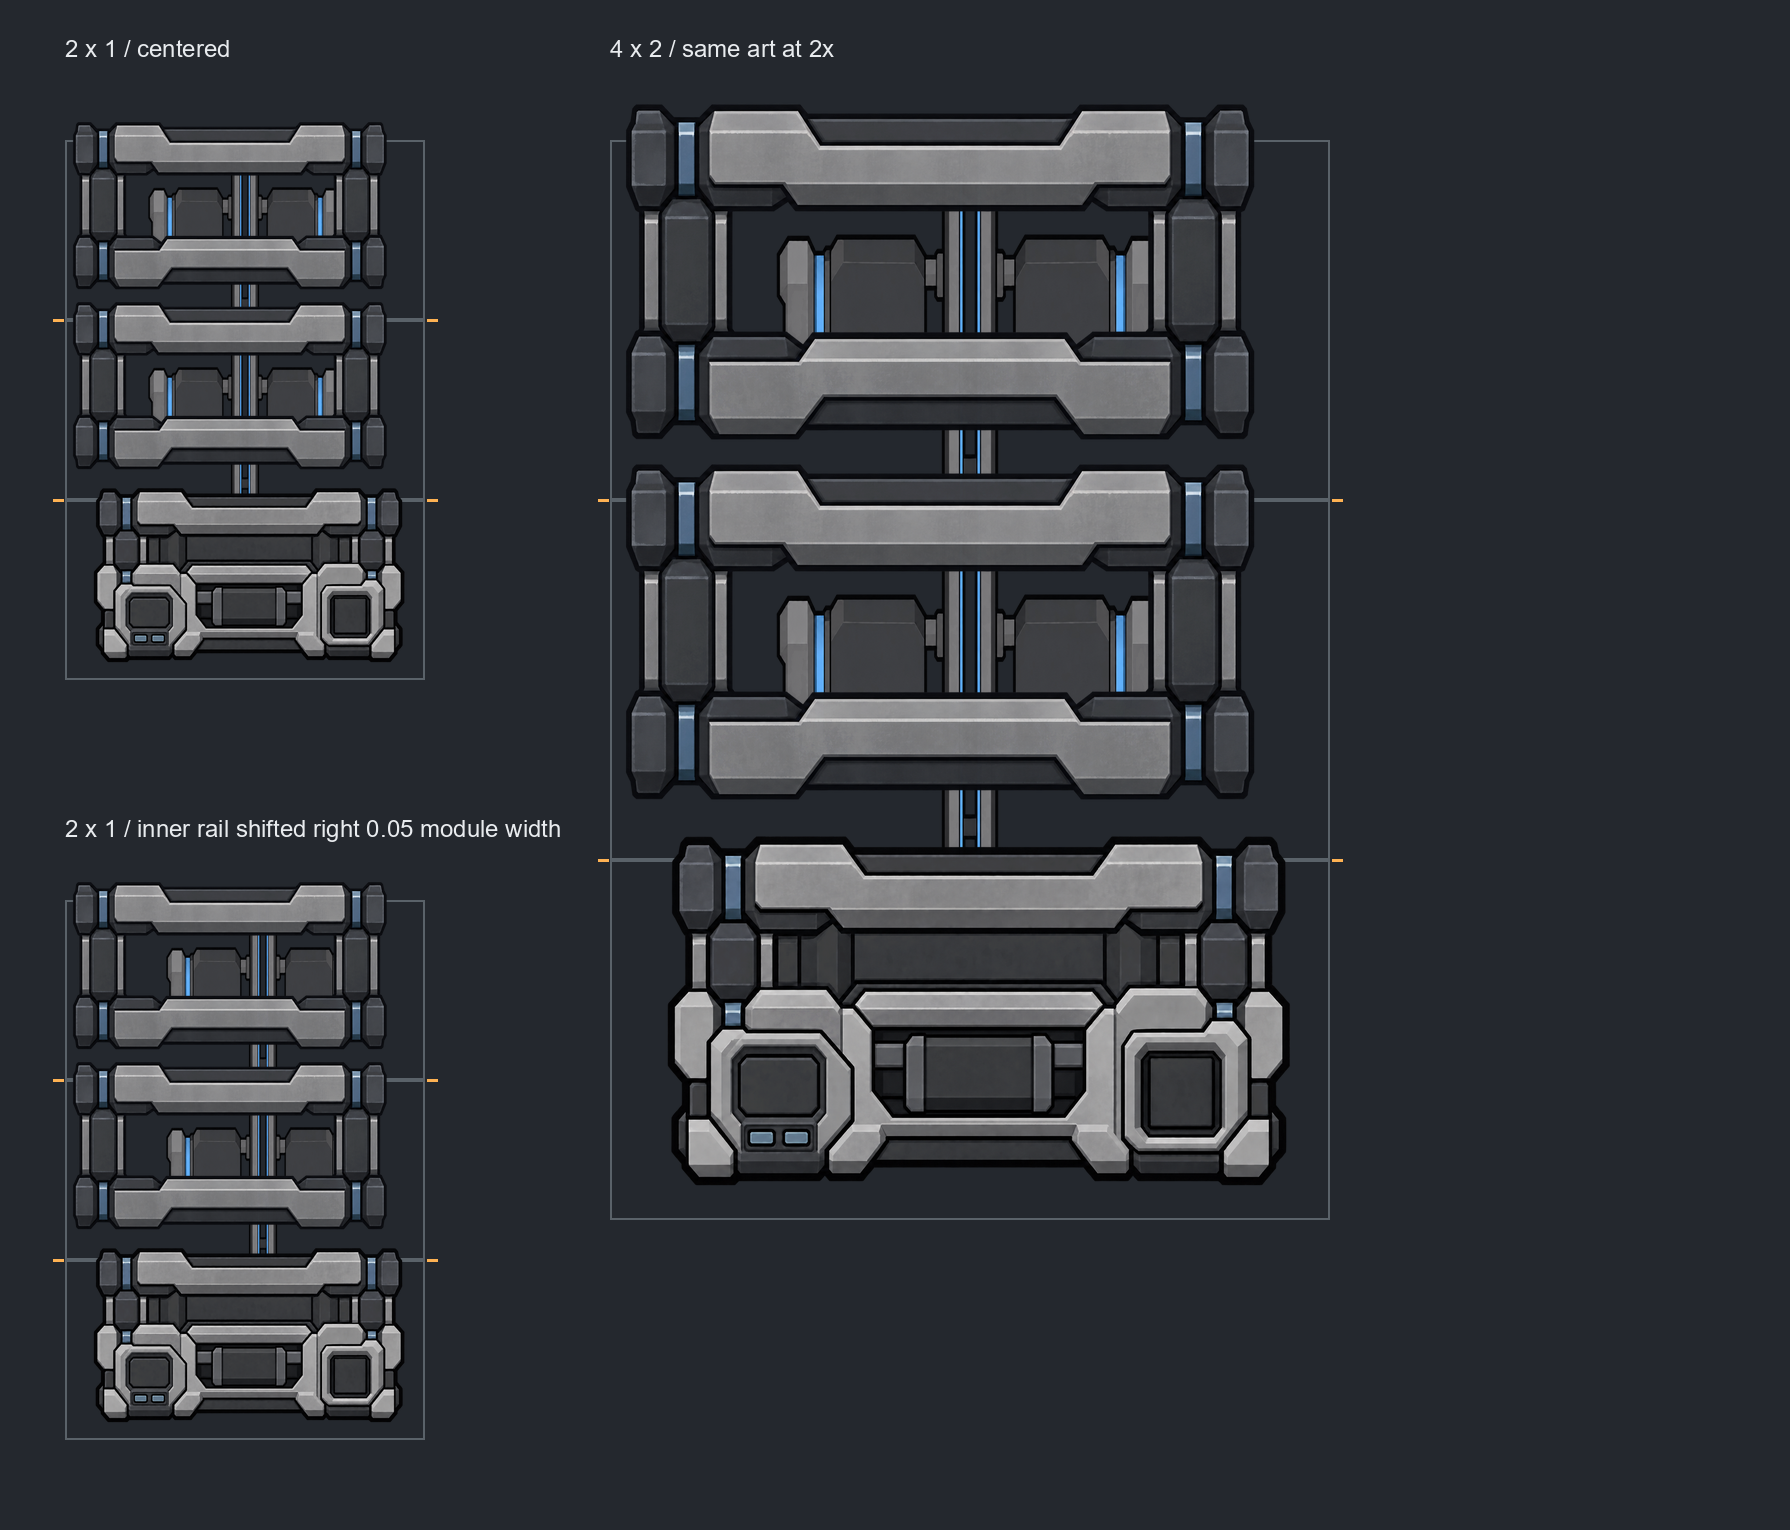 2 x 1 / centered
4 x 2 / same art at 2x
2 x 1 / inner rail shifted right 0.05 module width